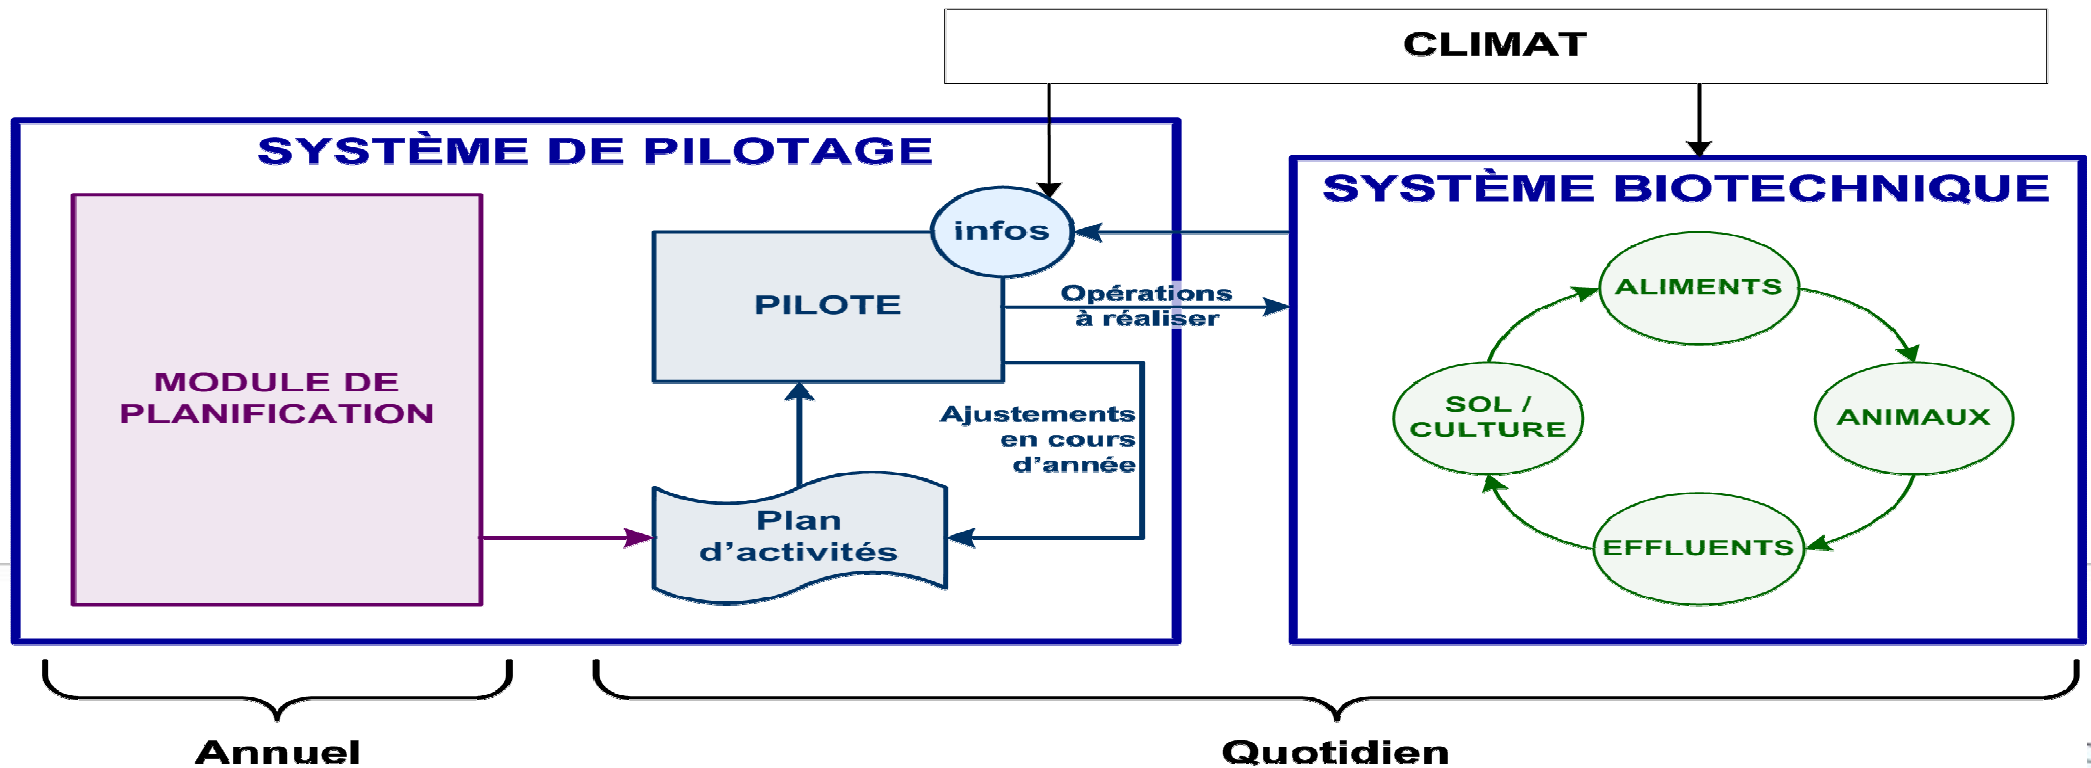 CLIMAT
SYSTÈME DE PILOTAGE
SYSTÈME BIOTECHNIQUE
infos
PILOTE
Opérations
à réaliser
MODULE DE
PLANIFICATION
Ajustements
en cours
d’année
Plan
d’activités
ALIMENTS
SOL /
CULTURE
ANIMAUX
EFFLUENTS
Annuel
Quotidien